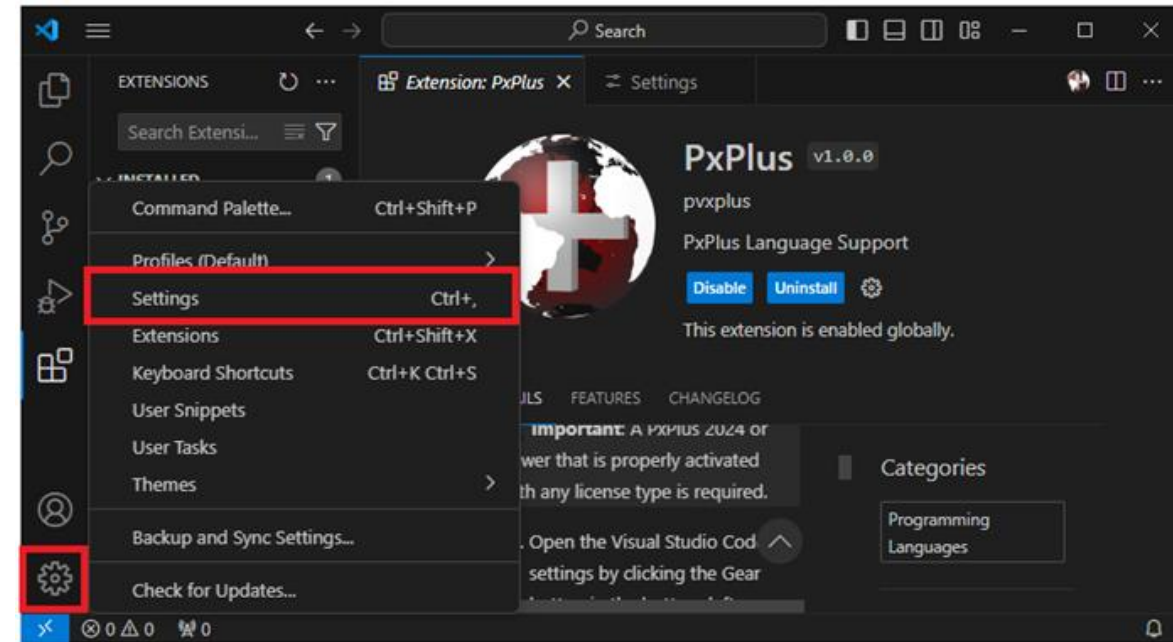 Search
EXTENSIONS
Extension: PxPlus
Settings
Search Extensi...
INSTALLED
1
PxPlus v1.0.0
pvxplus
PxPlus Language Support
Disable Uninstall
This extension is enabled globally.
Command Palette... Ctrl+Shift+P
Profiles (Default)
Settings Ctrl+,
Extensions Ctrl+Shift+X
Keyboard Shortcuts Ctrl+K Ctrl+S
User Snippets
User Tasks
Themes
Backup and Sync Settings...
Check for Updates...
ILS FEATURES CHANGELOG
Important: A PxPlus 2024 or
wer that is properly activated
th any license type is required.
. Open the Visual Studio Cod
settings by clicking the Gear
Categories
Programming
Languages
0 0 0